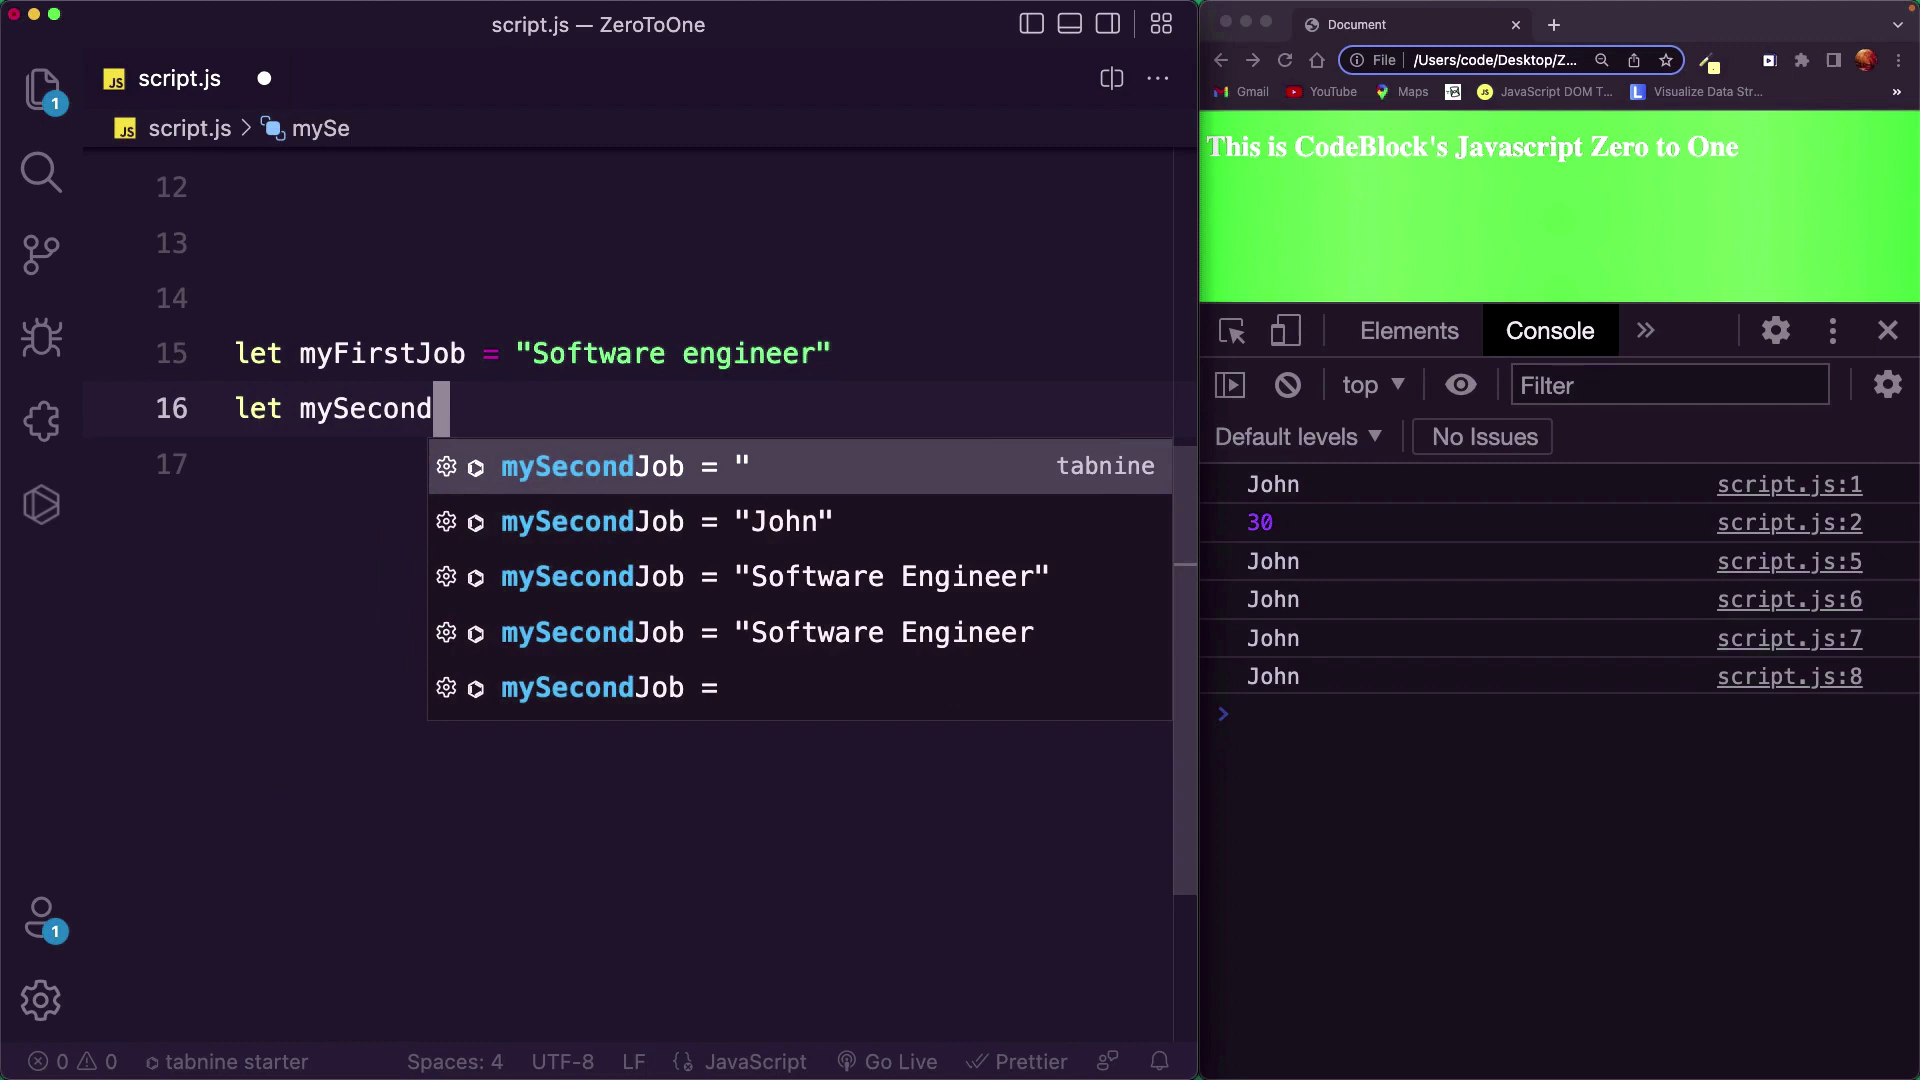 script.js — ZeroToOne
script.js
script.js > mySe
1
12
13
14
15 let myFirstJob = "Software engineer"
16 let mySecond
17
mySecondJob = " tabnine
mySecondJob = "John"
mySecondJob = "Software Engineer"
mySecondJob = "Software Engineer
mySecondJob =
1
0 0 tabnine starter Spaces: 4 UTF-8 LF JavaScript Go Live Prettier
Document
File /Users/code/Desktop/Z...
Gmail YouTube Maps JavaScript DOM T... Visualize Data Str... »
This is CodeBlock's Javascript Zero to One
Elements Console »
top Filter
Default levels No Issues
John script.js:1
30 script.js:2
John script.js:5
John script.js:6
John script.js:7
John script.js:8
>